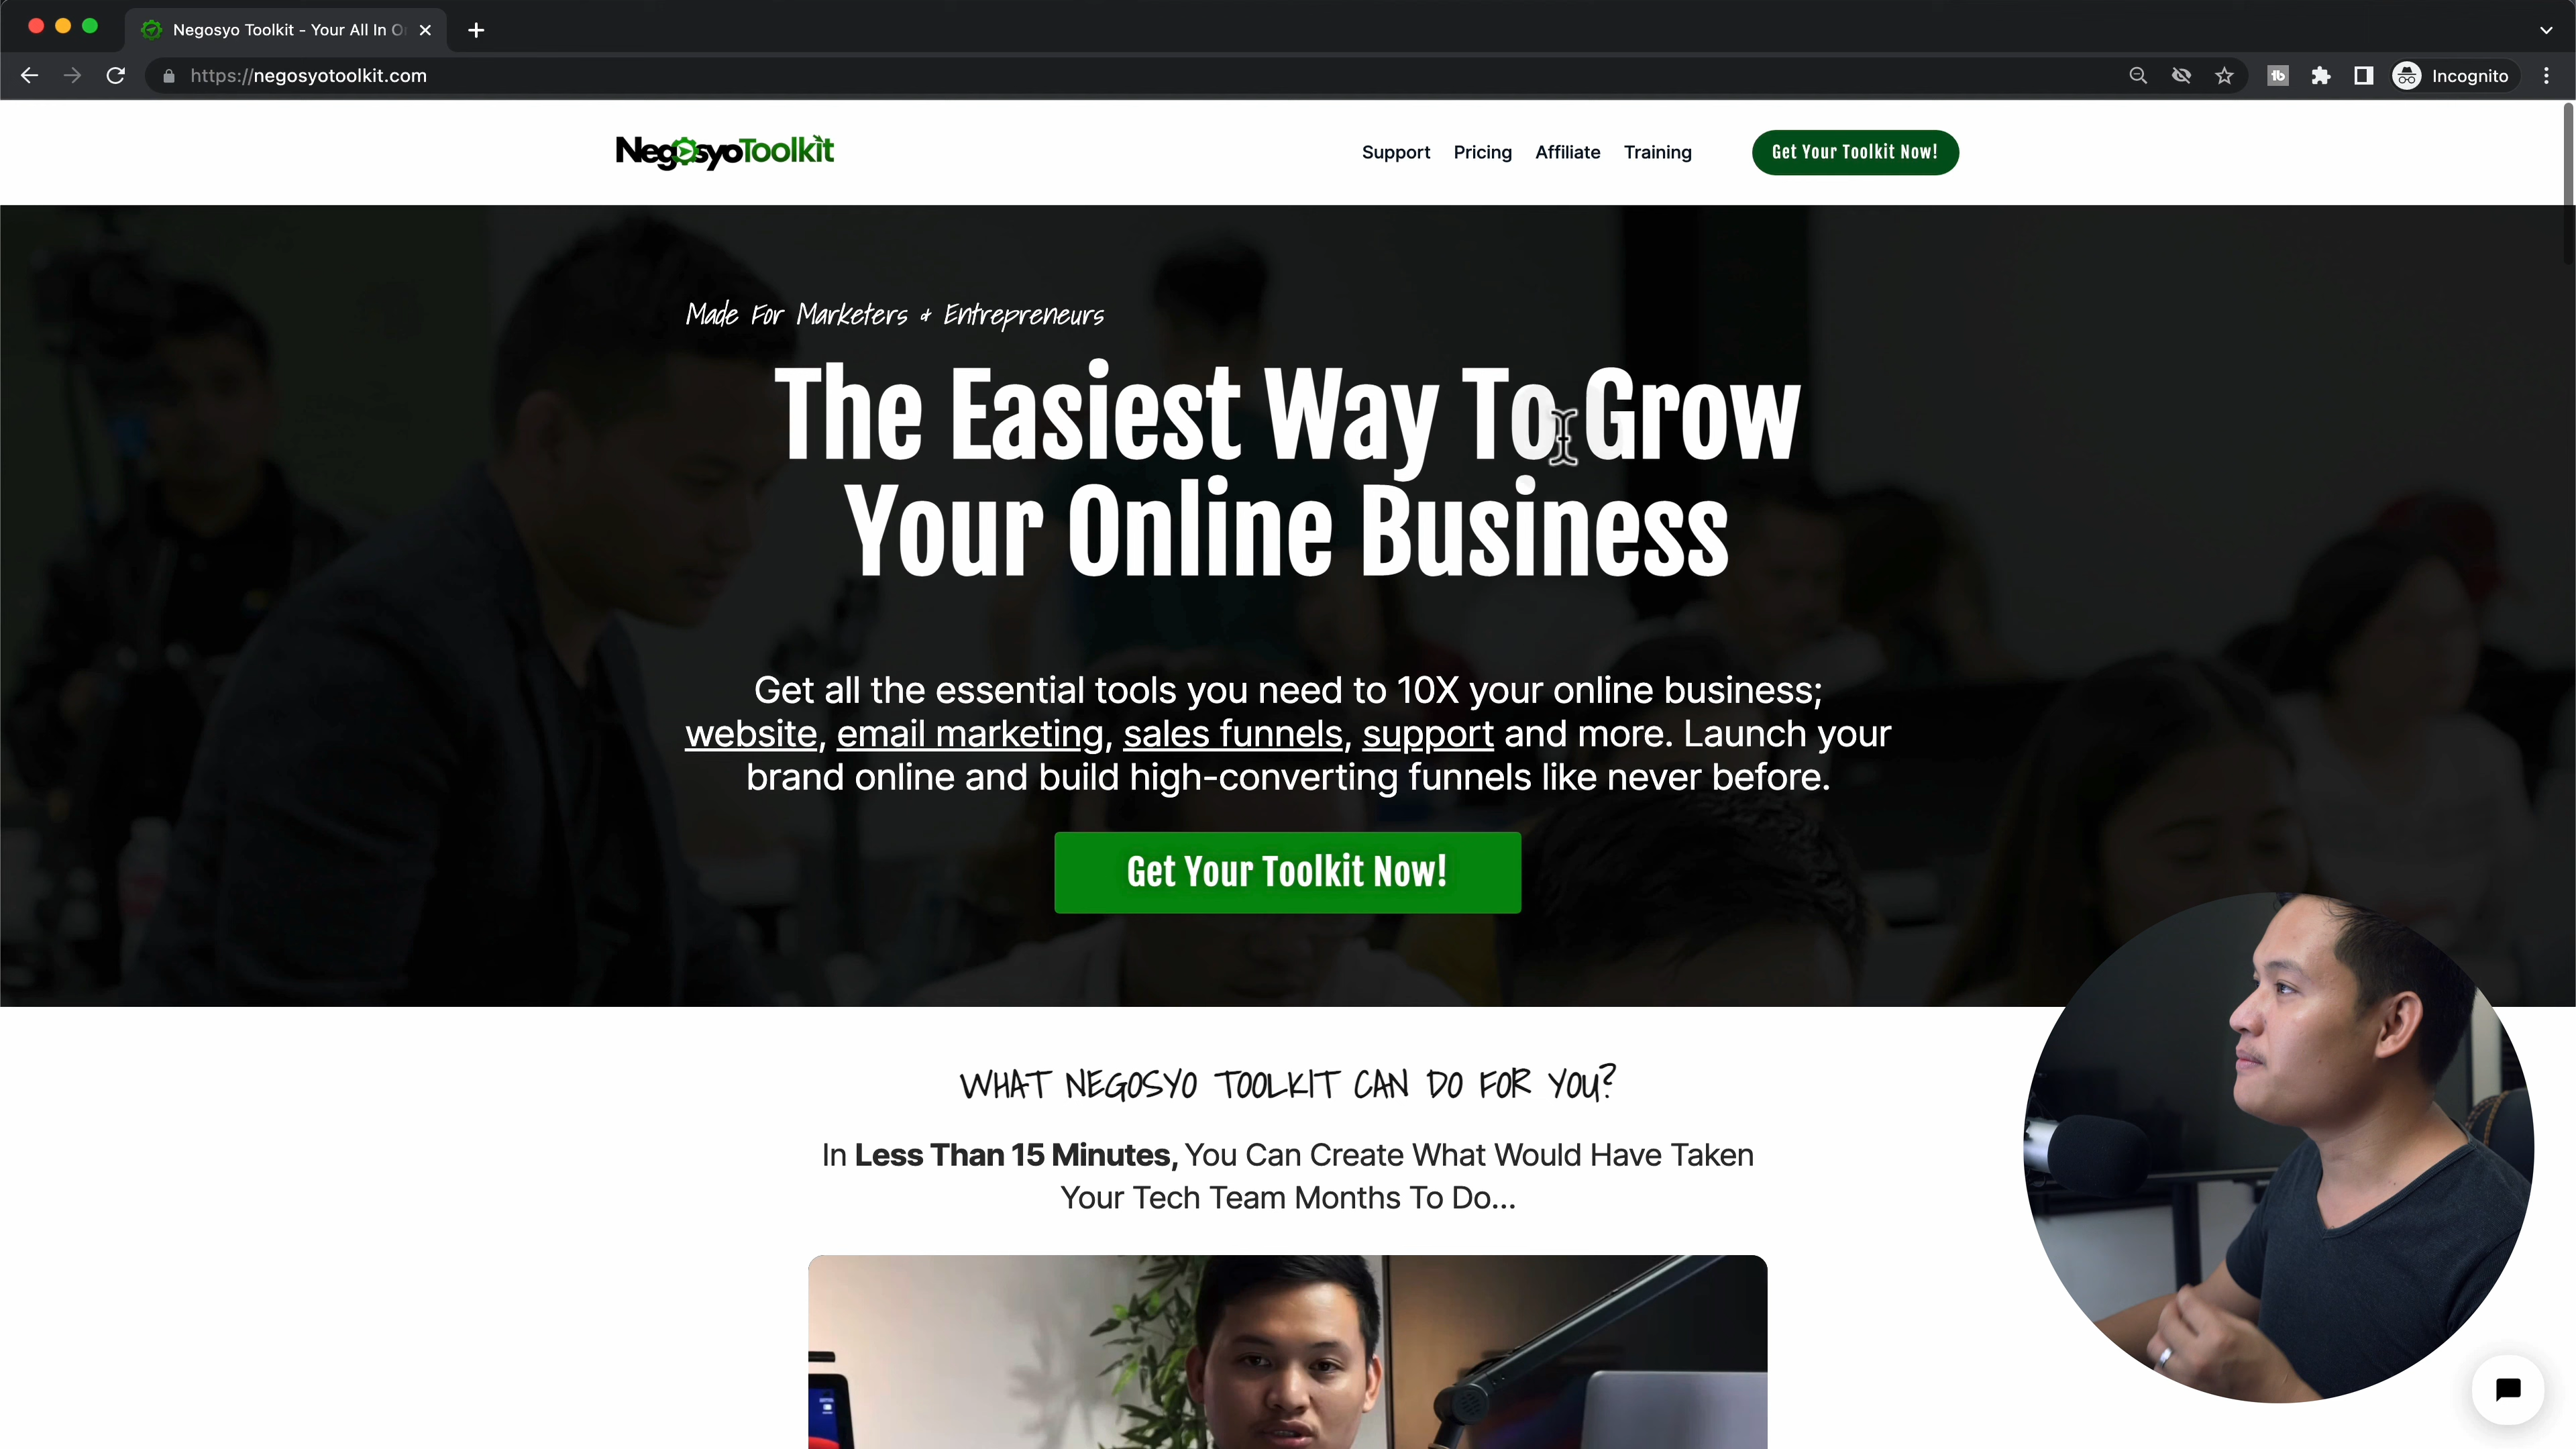 Negosyo Toolkit - Your All In O
https://negosyotoolkit.com
Incognito
NegosyoToolkit
Support Pricing Affiliate Training Get Your Toolkit Now!
Made For Marketers & Entrepreneurs
The Easiest Way To Grow
Your Online Business
Get all the essential tools you need to 10X your online business;
website, email marketing, sales funnels, support and more. Launch your
brand online and build high-converting funnels like never before.
Get Your Toolkit Now!
WHAT NEGOSYO TOOLKIT CAN DO FOR YOU?
In Less Than 15 Minutes, You Can Create What Would Have Taken
Your Tech Team Months To Do...